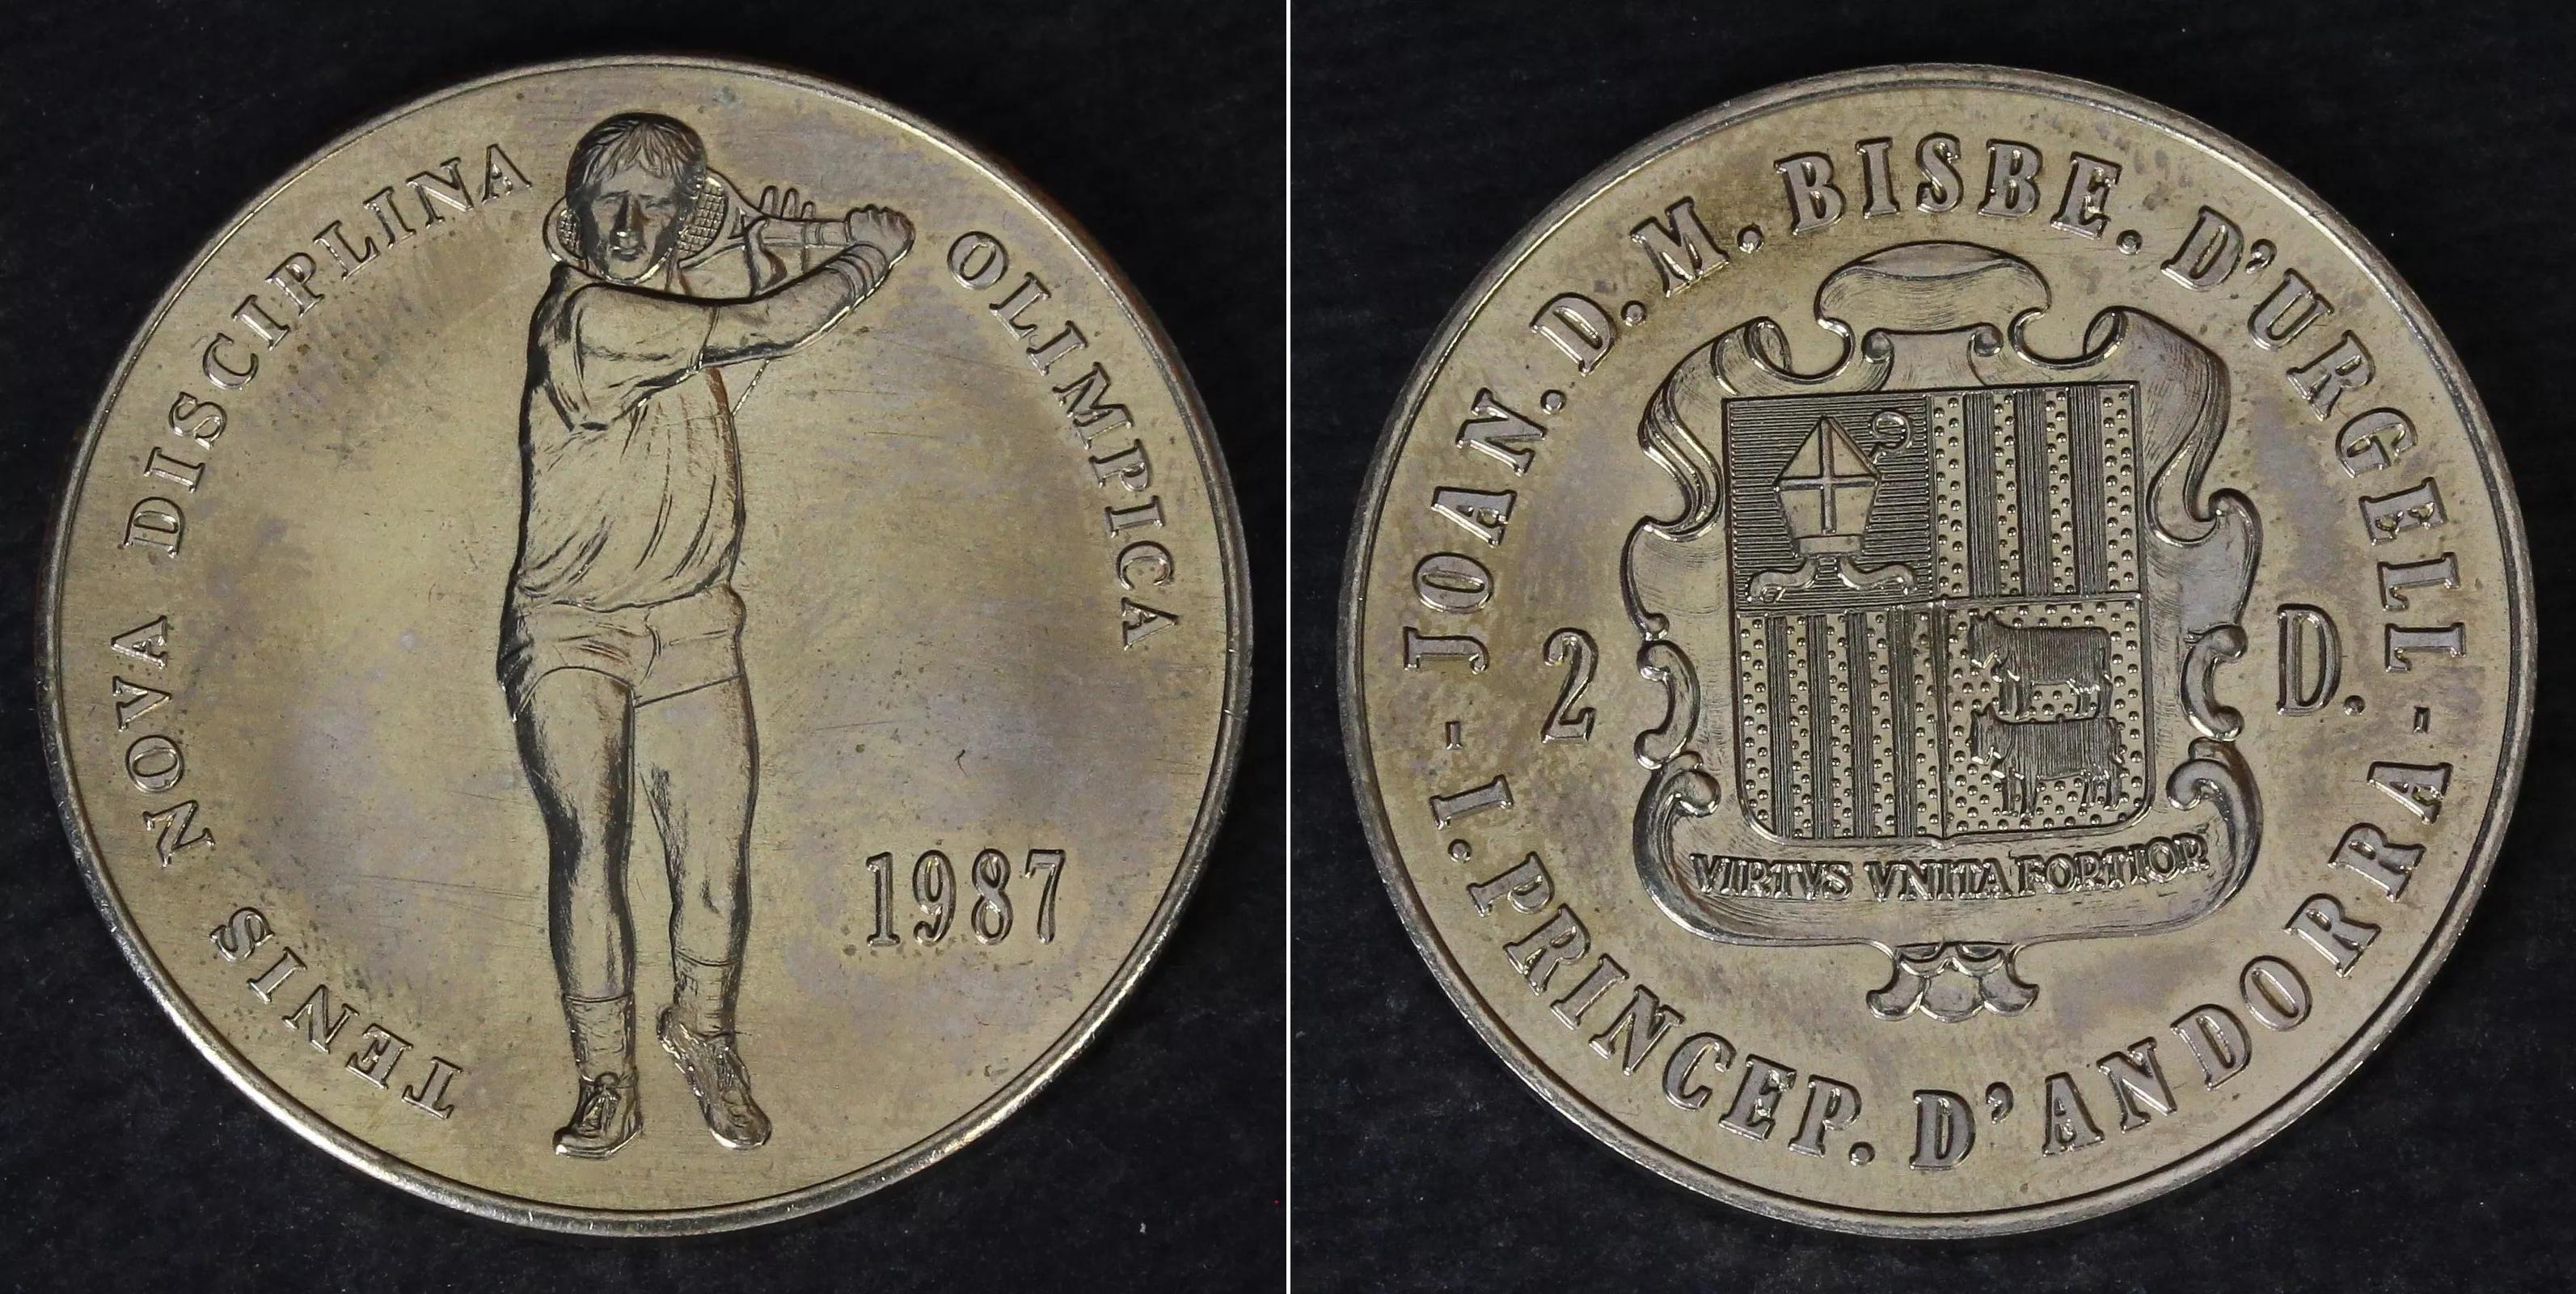 TENIS NOVA DISCIPLINA OLIMPICA
1987
JOAN. D. M. BISBE. D'URGELL - I. PRINCEP. D'ANDORRA -
2 D.
VIRTVS VNITA FORTIOR